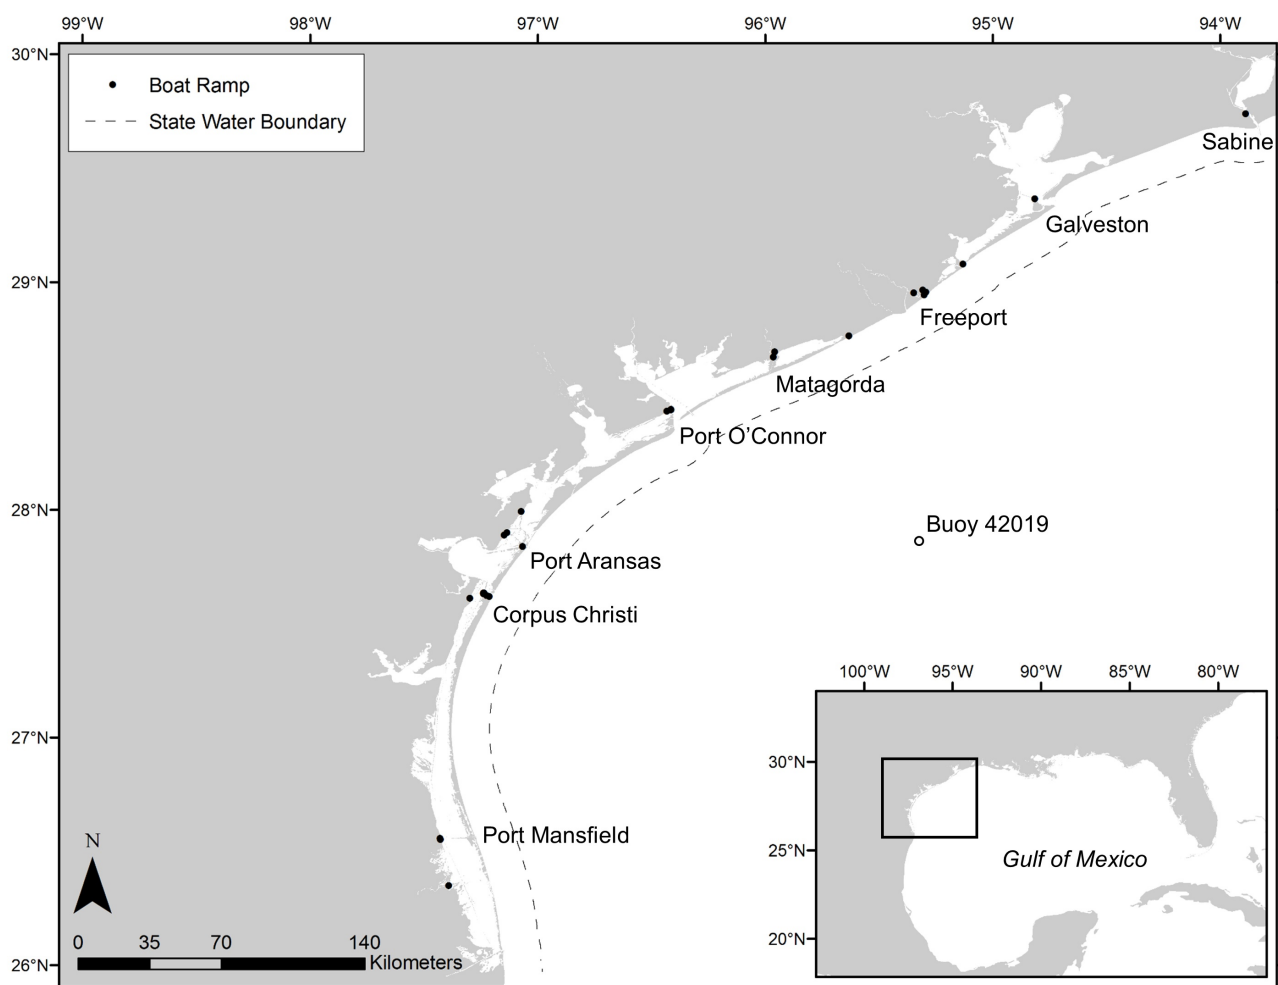 99°W 98°W 97°W 96°W 95°W 94°W
30°N
Boat Ramp
State Water Boundary
Sabine
Galveston
29°N
Freeport
Matagorda
Port O’Connor
28°N
Buoy 42019
Port Aransas
Corpus Christi
100°W 95°W 90°W 85°W 80°W
27°N
30°N
Port Mansfield
N
25°N
Gulf of Mexico
0 35 70 140
20°N
Kilometers
26°N